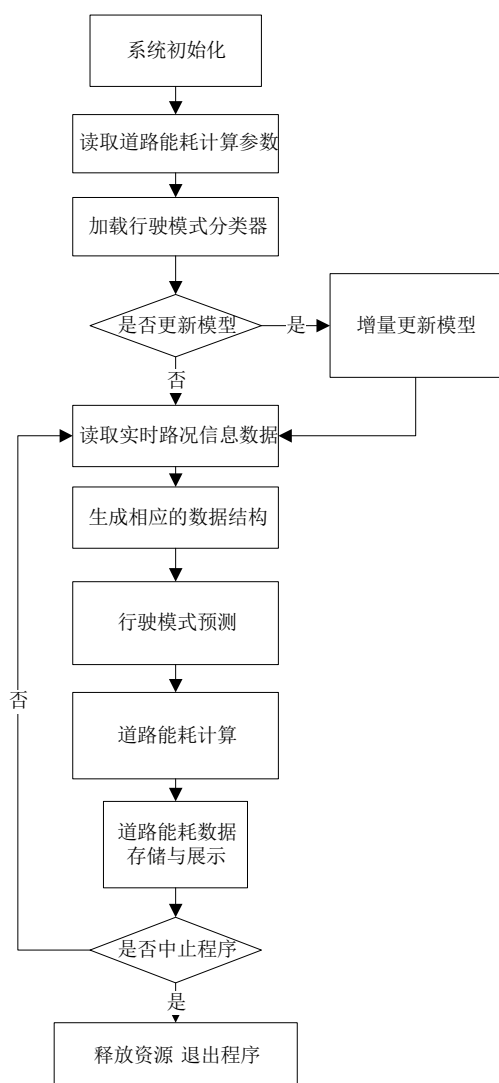 系统初始化
读取道路能耗计算参数
加载行驶模式分类器
是否更新模型
是
增量更新模型
否
读取实时路况信息数据
生成相应的数据结构
行驶模式预测
否
道路能耗计算
道路能耗数据
存储与展示
是否中止程序
是
释放资源 退出程序